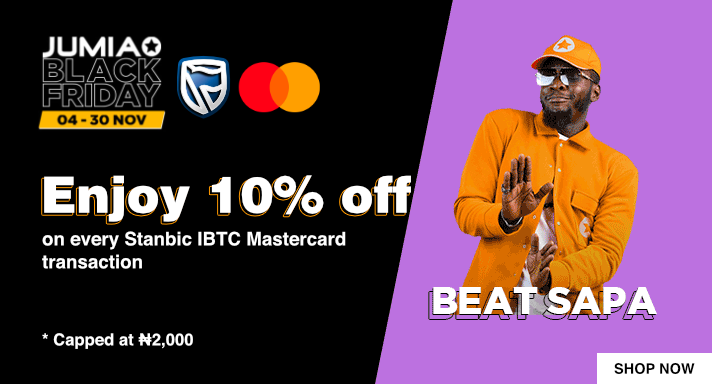 JUMIA
BLACK
FRIDAY
04 - 30 NOV
Enjoy 10% off
on every Stanbic IBTC Mastercard
transaction
* Capped at ₦2,000
BEAT SAPA
SHOP NOW